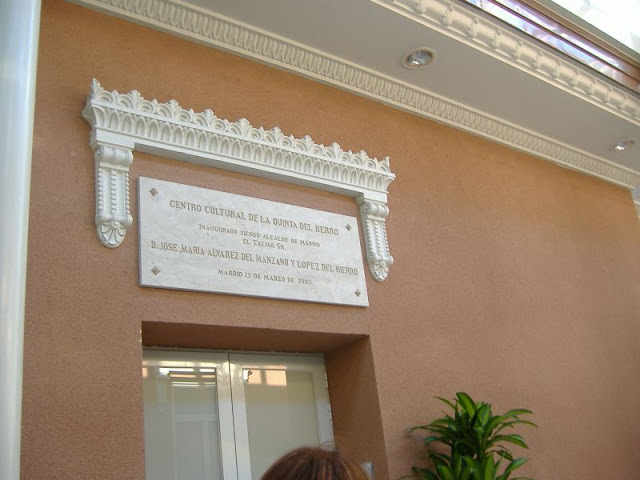 CENTRO CULTURAL DE LA QUINTA DEL BERRO
INAUGURADO SIENDO ALCALDE DE MADRID
EL EXCMO. SR.
D. JOSE MARIA ALVAREZ DEL MANZANO Y LOPEZ DEL HIERRO
MADRID 25 DE MARZO DE 2003